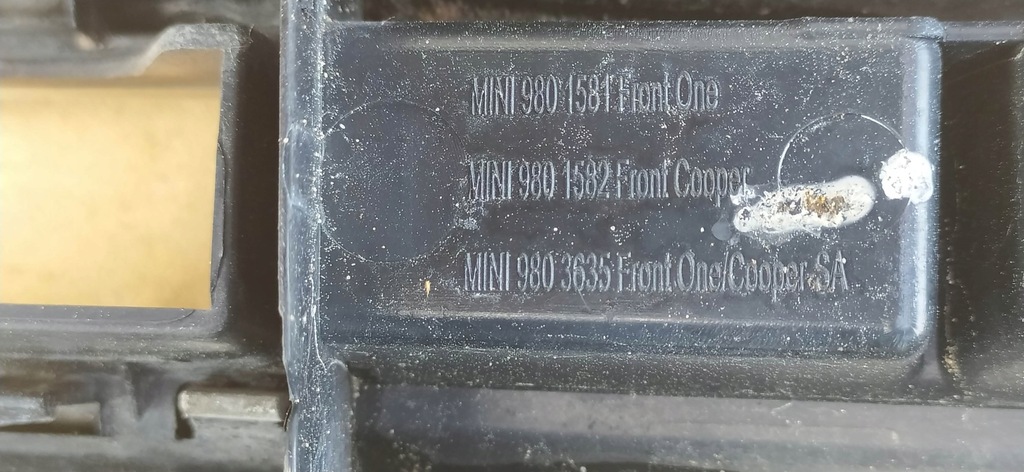 MINI 980 1581 Front One
MINI 980 1582 Front Cooper
MINI 980 3635 Front One/Cooper SA